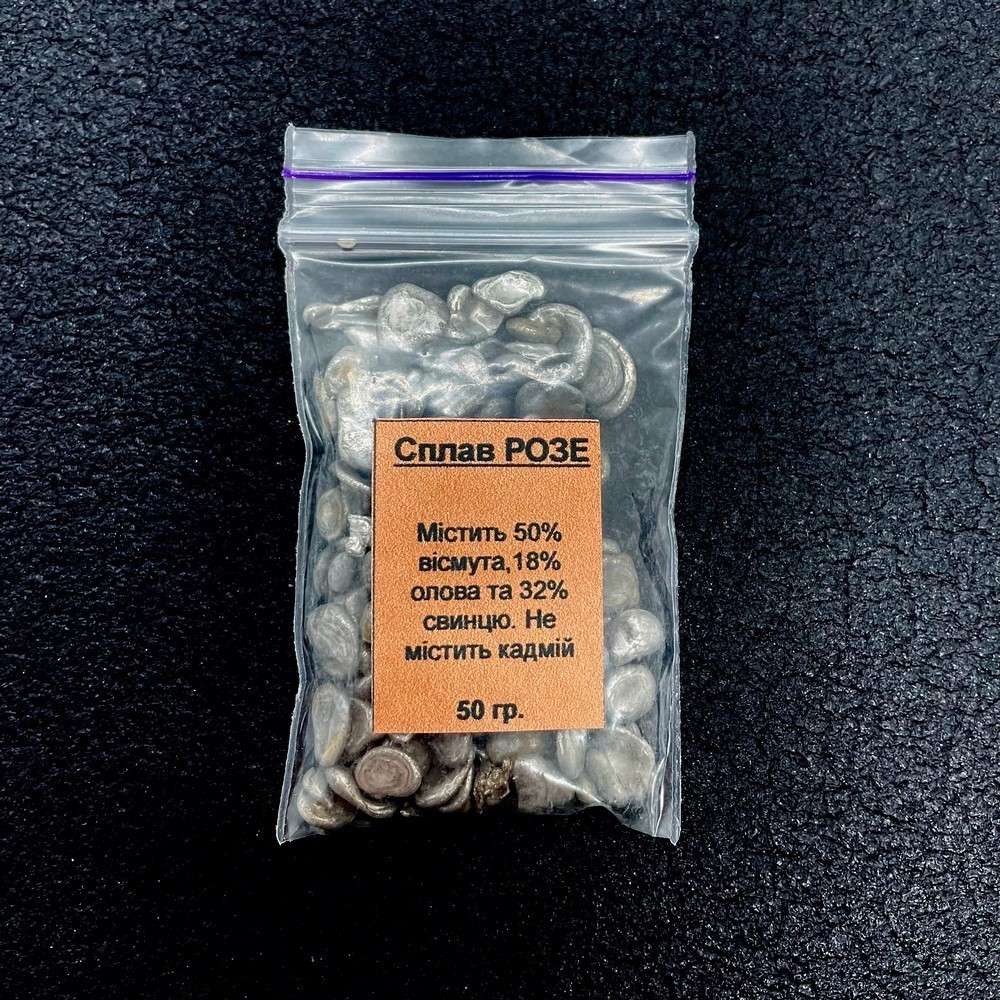 Сплав РОЗЕ
Містить 50%
вісмута,18%
олова та 32%
свинцю. Не
містить кадмій
50 гр.